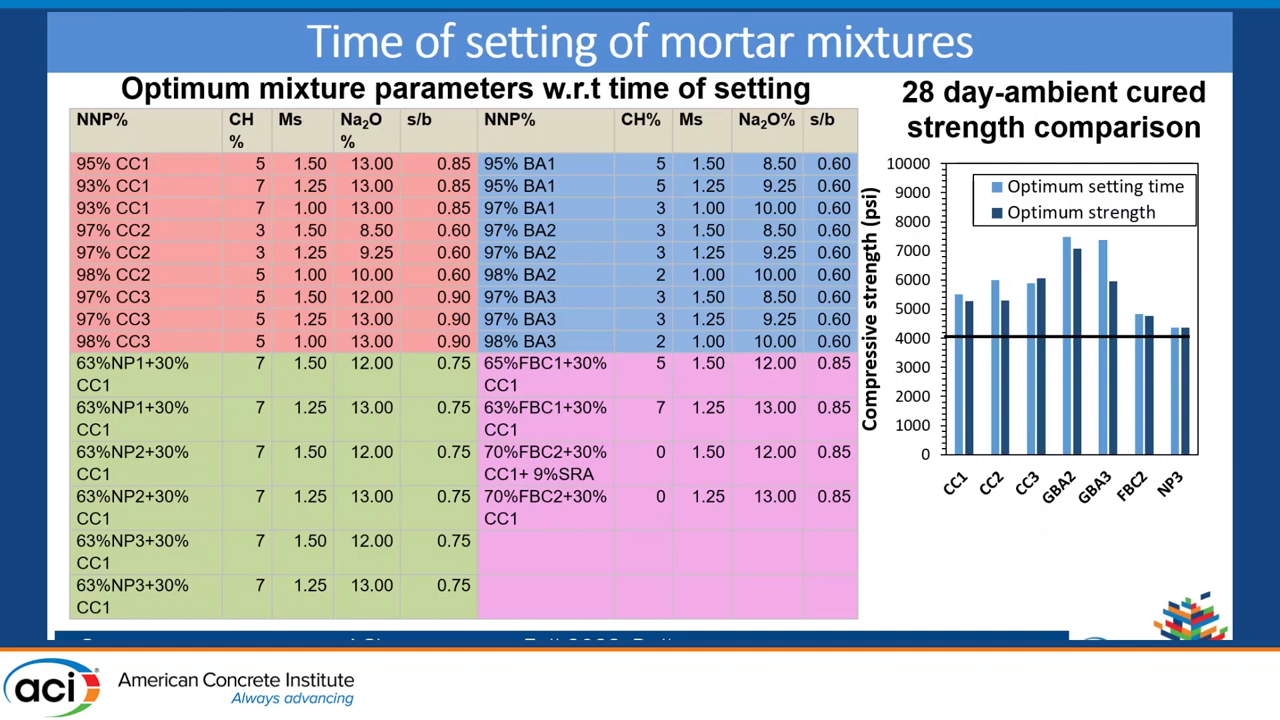 Time of setting of mortar mixtures
Optimum mixture parameters w.r.t time of setting
NNP% CH % Ms Na₂O % s/b NNP% CH% Ms Na₂O% s/b
95% CC1 5 1.50 13.00 0.85 95% BA1 5 1.50 8.50 0.60
93% CC1 7 1.25 13.00 0.85 95% BA1 5 1.25 9.25 0.60
93% CC1 7 1.00 13.00 0.85 97% BA1 3 1.00 10.00 0.60
97% CC2 3 1.50 8.50 0.60 97% BA2 3 1.50 8.50 0.60
97% CC2 3 1.25 9.25 0.60 97% BA2 3 1.25 9.25 0.60
98% CC2 5 1.00 10.00 0.60 98% BA2 2 1.00 10.00 0.60
97% CC3 5 1.50 12.00 0.90 97% BA3 3 1.50 8.50 0.60
97% CC3 5 1.25 13.00 0.90 97% BA3 3 1.25 9.25 0.60
98% CC3 5 1.00 13.00 0.90 98% BA3 2 1.00 10.00 0.60
63%NP1+30% CC1 7 1.50 12.00 0.75 65%FBC1+30% CC1 5 1.50 12.00 0.85
63%NP1+30% CC1 7 1.25 13.00 0.75 63%FBC1+30% CC1 7 1.25 13.00 0.85
63%NP2+30% CC1 7 1.50 12.00 0.75 70%FBC2+30% CC1+ 9%SRA 0 1.50 12.00 0.85
63%NP2+30% CC1 7 1.25 13.00 0.75 70%FBC2+30% CC1 0 1.25 13.00 0.85
63%NP3+30% CC1 7 1.50 12.00 0.75
63%NP3+30% CC1 7 1.25 13.00 0.75
28 day-ambient cured
strength comparison
Compressive strength (psi)
10000
9000
8000
7000
6000
5000
4000
3000
2000
1000
0
Optimum setting time
Optimum strength
CC1 CC2 CC3 GBA2 GBA3 FBC2 NP3
aci
American Concrete Institute
Always advancing